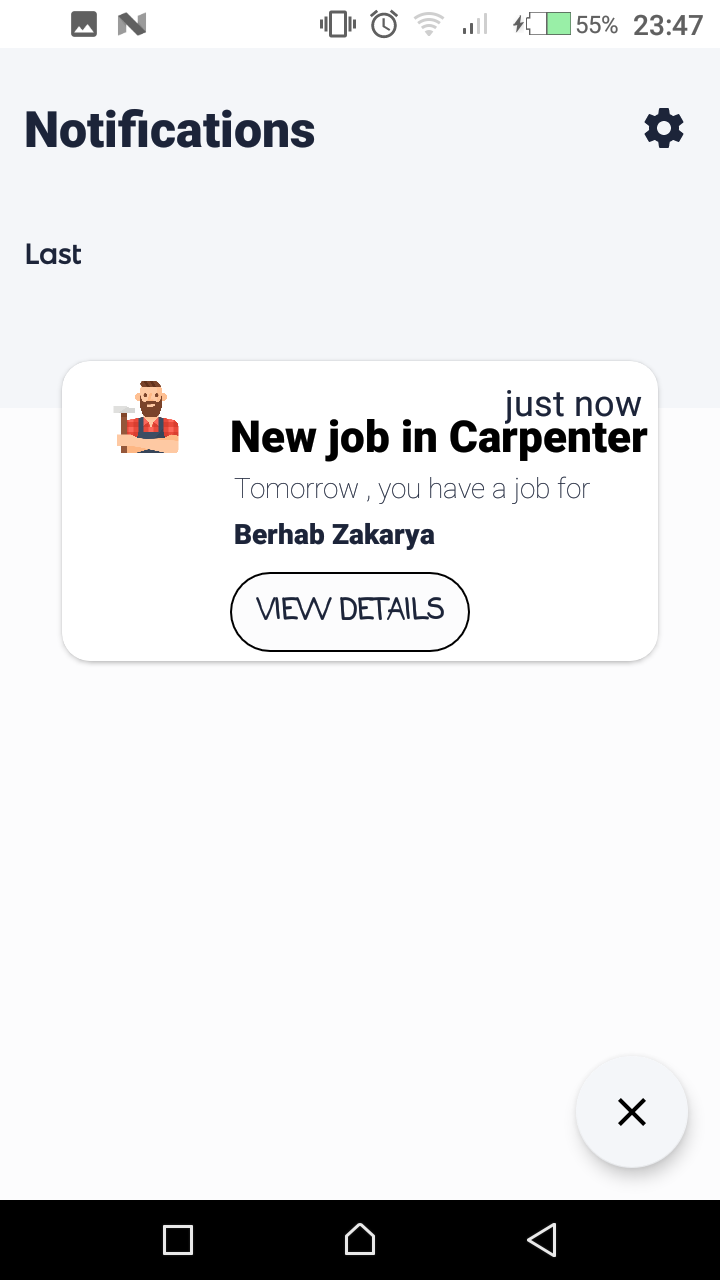 55% 23:47
Notifications
Last
just now
New job in Carpenter
Tomorrow , you have a job for
Berhab Zakarya
VIEW DETAILS